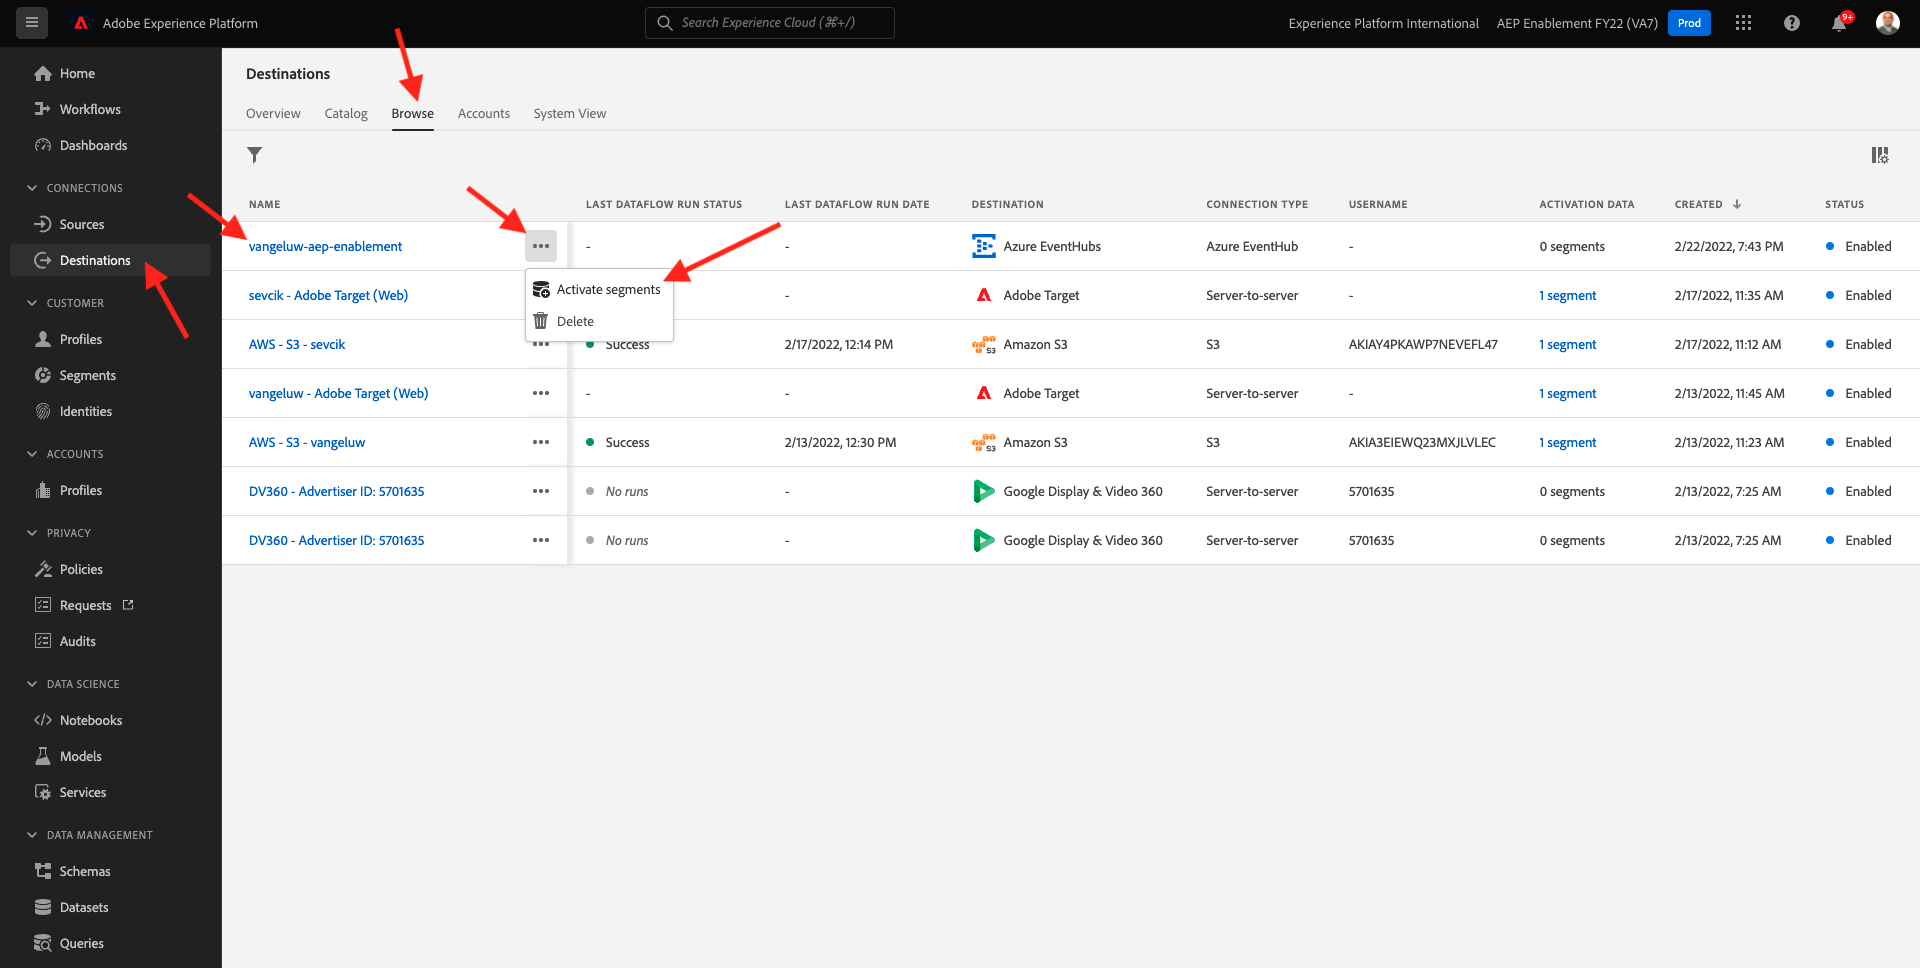 Adobe Experience Platform
Search Experience Cloud (⌘+/)
Experience Platform International
AEP Enablement FY22 (VA7)
Prod
9+
Home
Workflows
Dashboards
CONNECTIONS
Sources
Destinations
CUSTOMER
Profiles
Segments
Identities
ACCOUNTS
Profiles
PRIVACY
Policies
Requests
Audits
DATA SCIENCE
Notebooks
Models
Services
DATA MANAGEMENT
Schemas
Datasets
Queries
Destinations
Overview Catalog Browse Accounts System View
NAME LAST DATAFLOW RUN STATUS LAST DATAFLOW RUN DATE DESTINATION CONNECTION TYPE USERNAME ACTIVATION DATA CREATED STATUS
vangeluw-aep-enablement ••• - - Azure EventHubs Azure EventHub - 0 segments 2/22/2022, 7:43 PM Enabled
Activate segments
Delete
sevcik - Adobe Target (Web) - Adobe Target Server-to-server - 1 segment 2/17/2022, 11:35 AM Enabled
AWS - S3 - sevcik ••• Success 2/17/2022, 12:14 PM S3 Amazon S3 S3 AKIAY4PKAWP7NEVEFL47 1 segment 2/17/2022, 11:12 AM Enabled
vangeluw - Adobe Target (Web) ••• - - Adobe Target Server-to-server - 1 segment 2/13/2022, 11:45 AM Enabled
AWS - S3 - vangeluw ••• Success 2/13/2022, 12:30 PM S3 Amazon S3 S3 AKIA3EIEWQ23MXJLVLEC 1 segment 2/13/2022, 11:23 AM Enabled
DV360 - Advertiser ID: 5701635 ••• No runs - Google Display & Video 360 Server-to-server 5701635 0 segments 2/13/2022, 7:25 AM Enabled
DV360 - Advertiser ID: 5701635 ••• No runs - Google Display & Video 360 Server-to-server 5701635 0 segments 2/13/2022, 7:25 AM Enabled